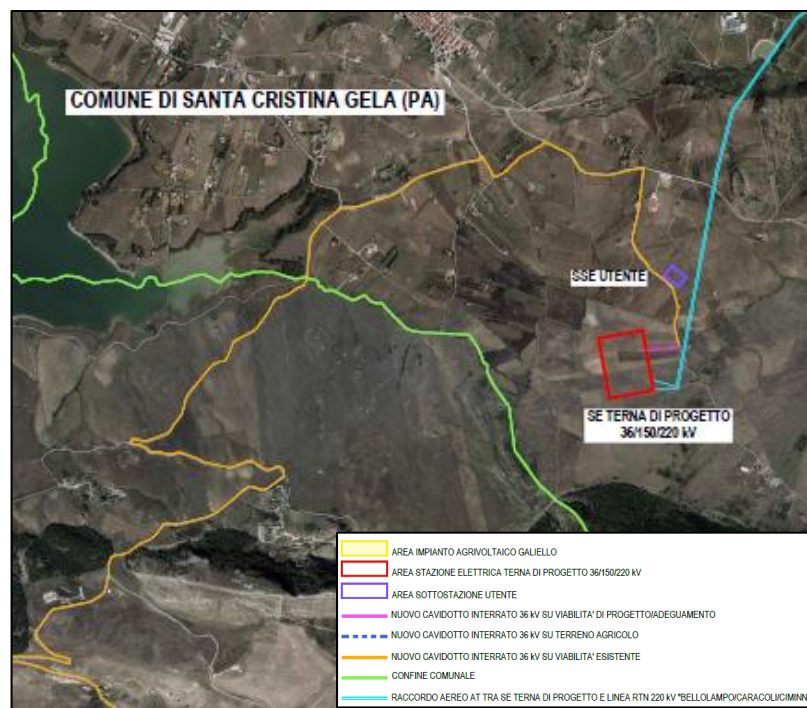 COMUNE DI SANTA CRISTINA GELA (PA)
SSE UTENTE
SE TERNA DI PROGETTO
36/150/220 kV
AREA IMPIANTO AGRIVOLTAICO GALIELLO
AREA STAZIONE ELETTRICA TERNA DI PROGETTO 36/150/220 kV
AREA SOTTOSTAZIONE UTENTE
NUOVO CAVIDOTTO INTERRATO 36 kV SU VIABILITA' DI PROGETTO/ADEGUAMENTO
NUOVO CAVIDOTTO INTERRATO 36 kV SU TERRENO AGRICOLO
NUOVO CAVIDOTTO INTERRATO 36 kV SU VIABILITA' ESISTENTE
CONFINE COMUNALE
RACCORDO AEREO AT TRA SE TERNA DI PROGETTO E LINEA RTN 220 kV "BELLOLAMPO/CARACOLI/CIMINN